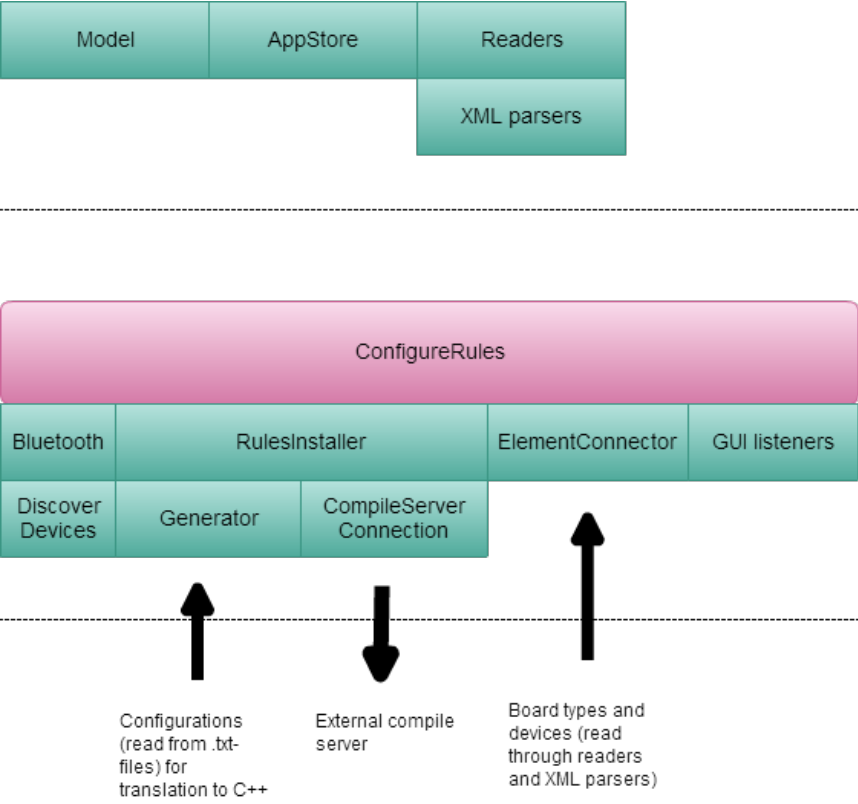 Model
AppStore
Readers
XML parsers
ConfigureRules
Bluetooth
RulesInstaller
ElementConnector
GUI listeners
Discover
Devices
Generator
CompileServer
Connection
Configurations
(read from .txt-
files) for
translation to C++
External compile
server
Board types and
devices (read
through readers
and XML parsers)